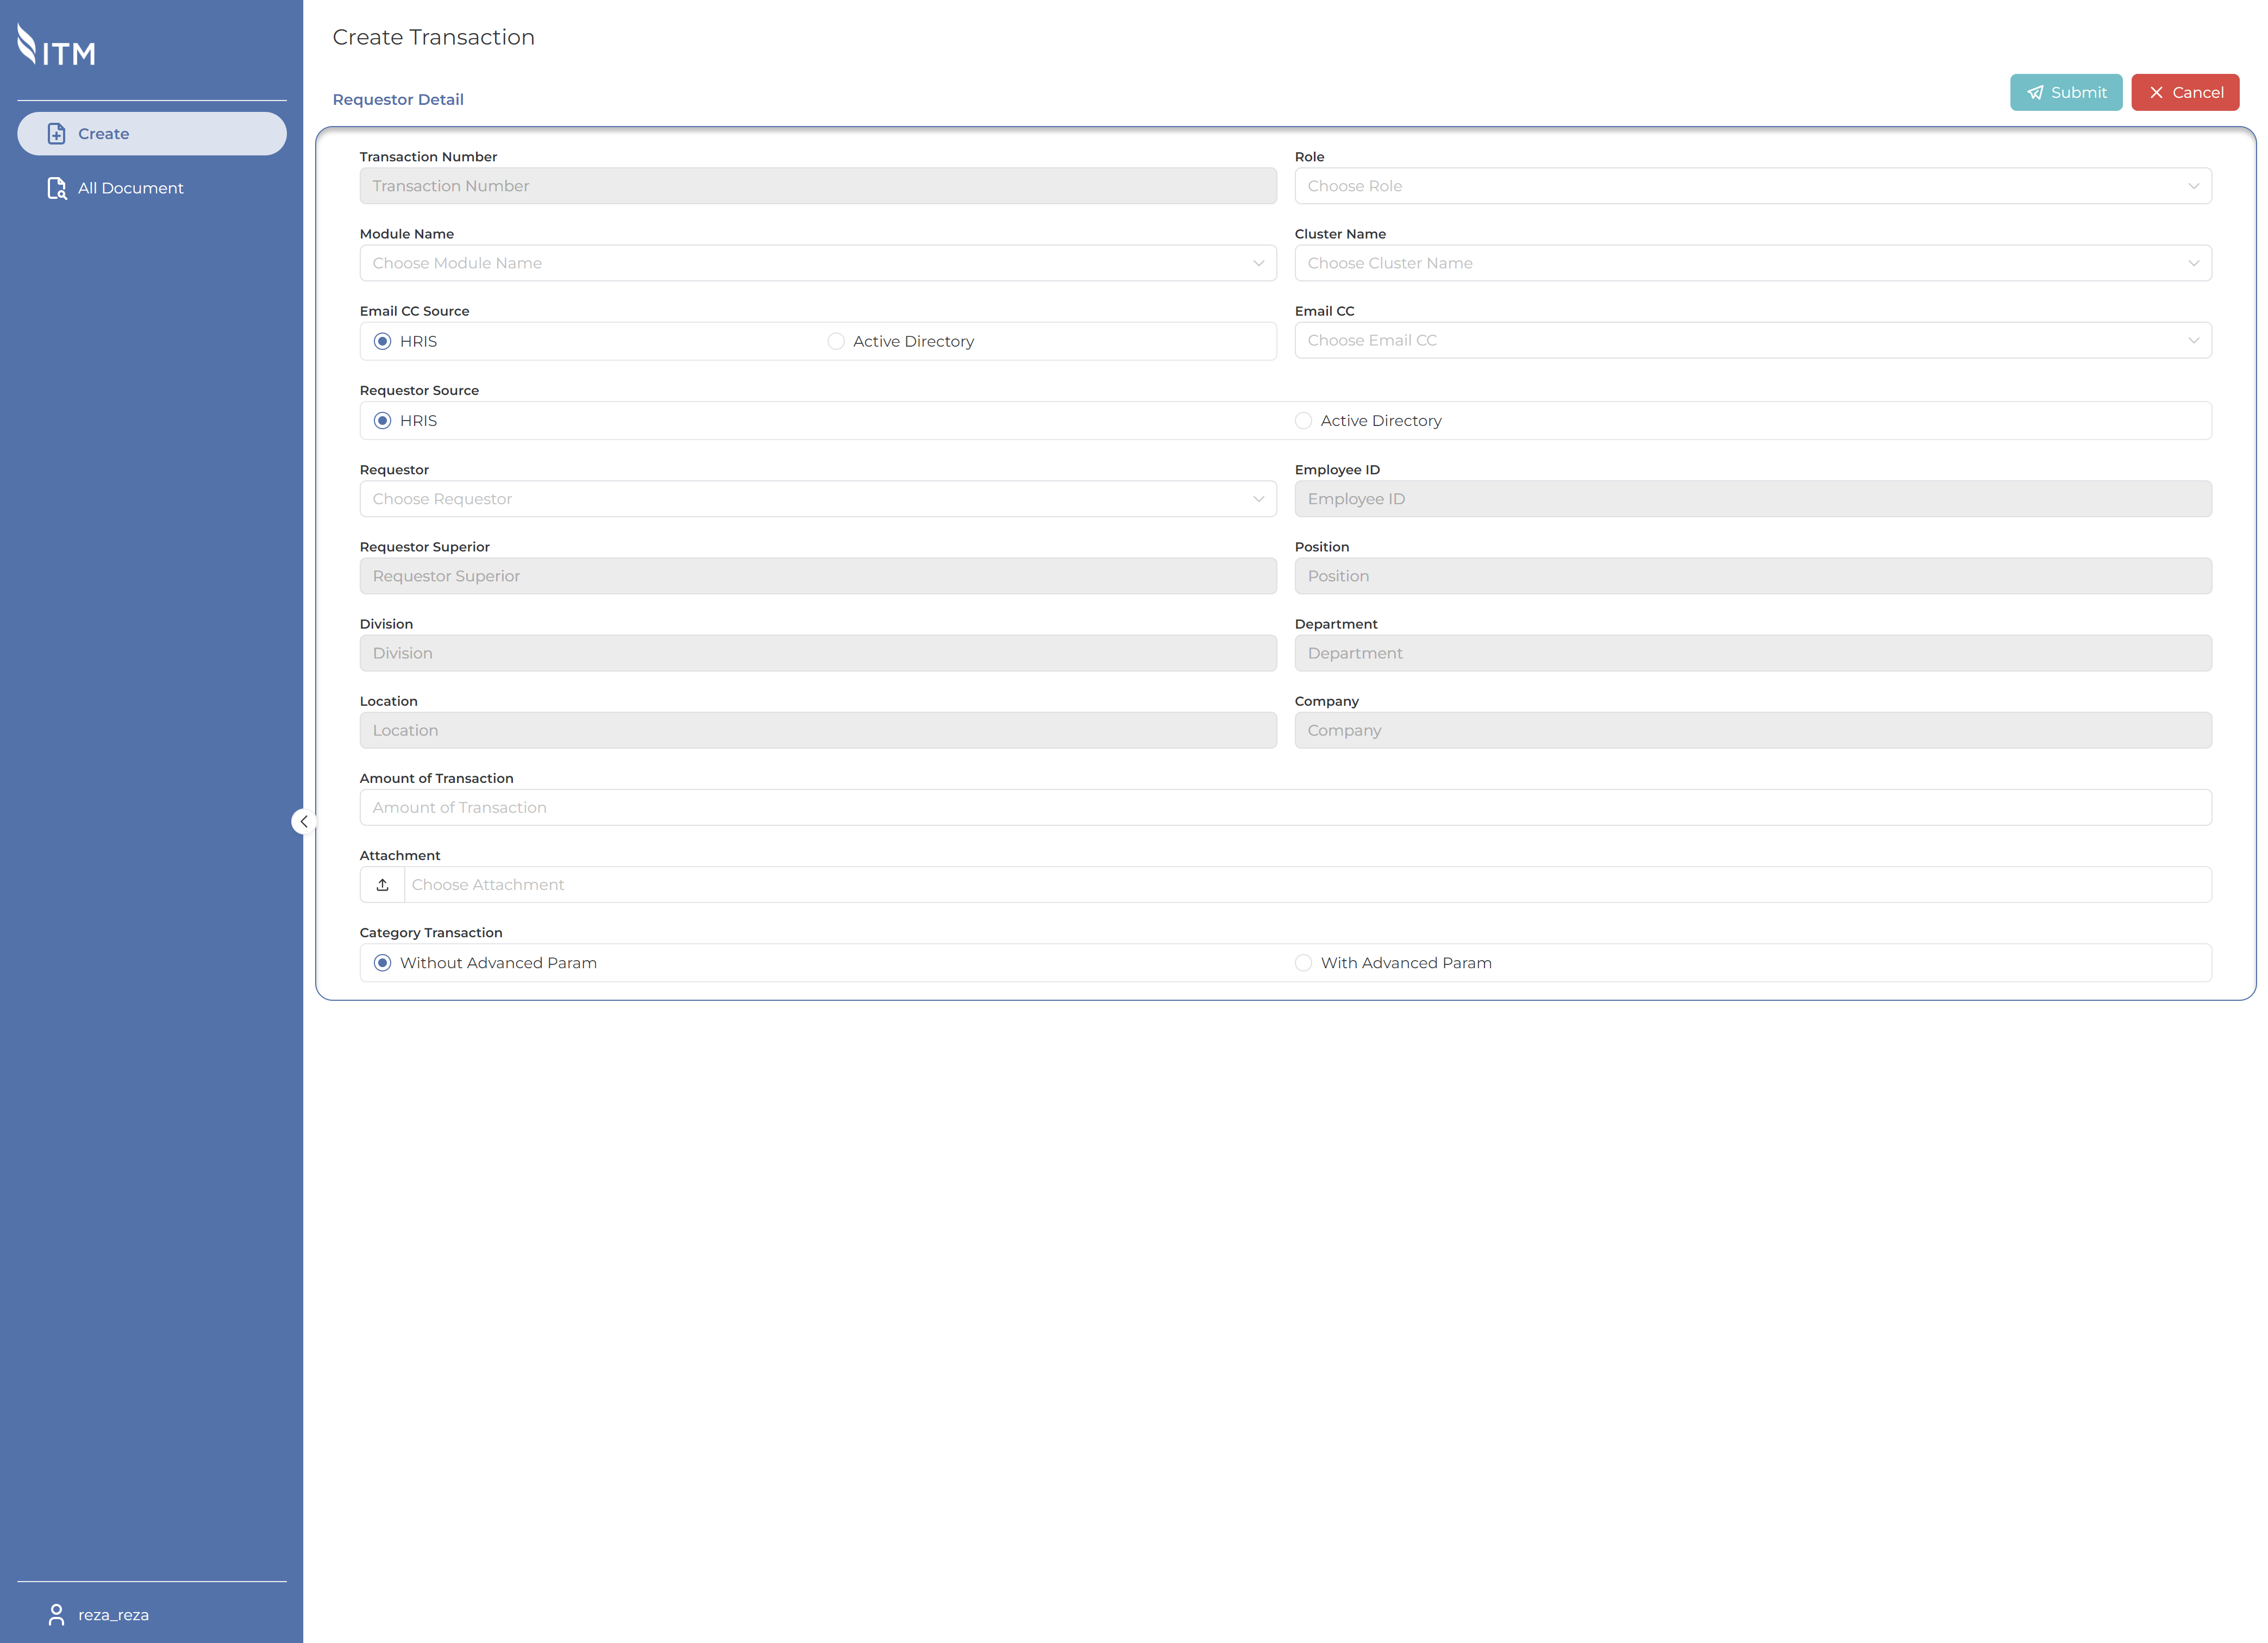 ITM
Create
All Document
reza_reza
Create Transaction
Requestor Detail
Submit
Cancel
Transaction Number
Transaction Number
Role
Choose Role
Module Name
Choose Module Name
Cluster Name
Choose Cluster Name
Email CC Source
HRIS
Active Directory
Email CC
Choose Email CC
Requestor Source
HRIS
Active Directory
Requestor
Choose Requestor
Employee ID
Employee ID
Requestor Superior
Requestor Superior
Position
Position
Division
Division
Department
Department
Location
Location
Company
Company
Amount of Transaction
Amount of Transaction
Attachment
Choose Attachment
Category Transaction
Without Advanced Param
With Advanced Param